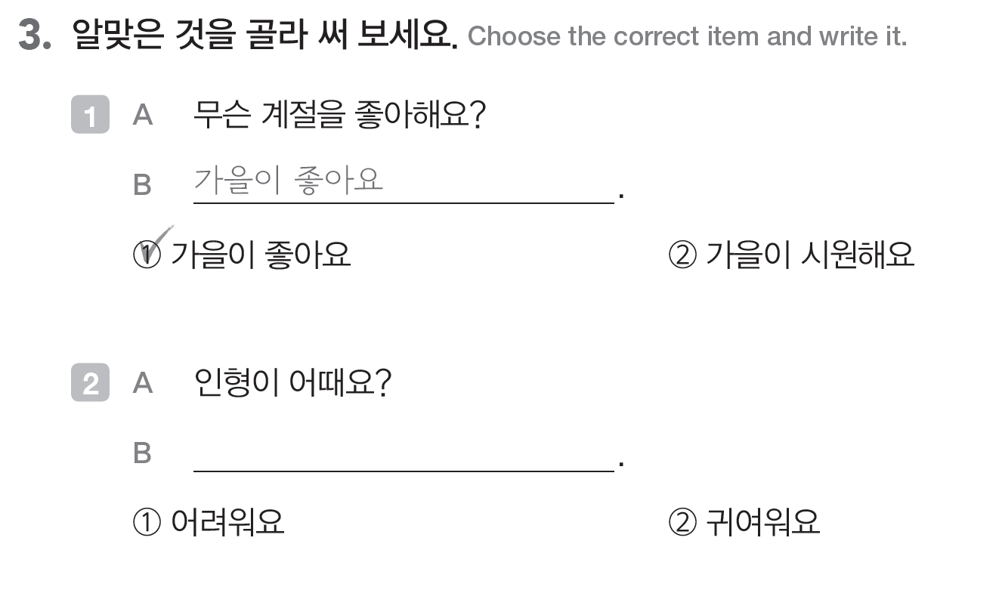 3. 알맞은 것을 골라 써 보세요. Choose the correct item and write it.
1 A 무슨 계절을 좋아해요?
B 가을이 좋아요.
① 가을이 좋아요 ② 가을이 시원해요
2 A 인형이 어때요?
B .
① 어려워요 ② 귀여워요